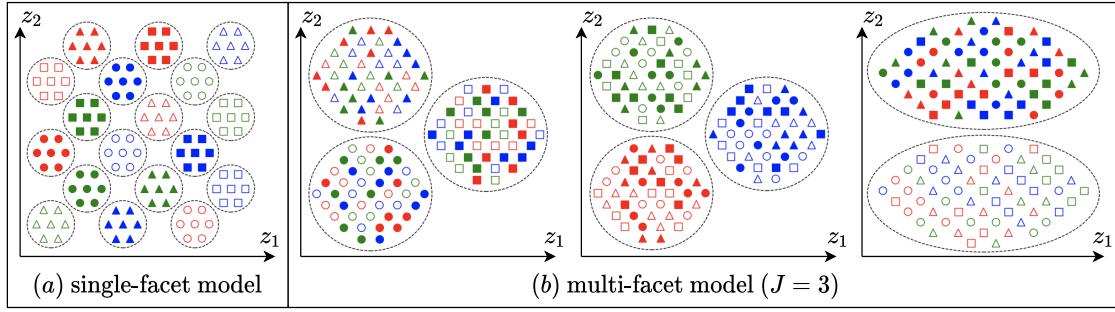 z₂
z₁
(a) single-facet model
z₂
z₁
z₂
z₁
z₂
z₁
(b) multi-facet model (J = 3)